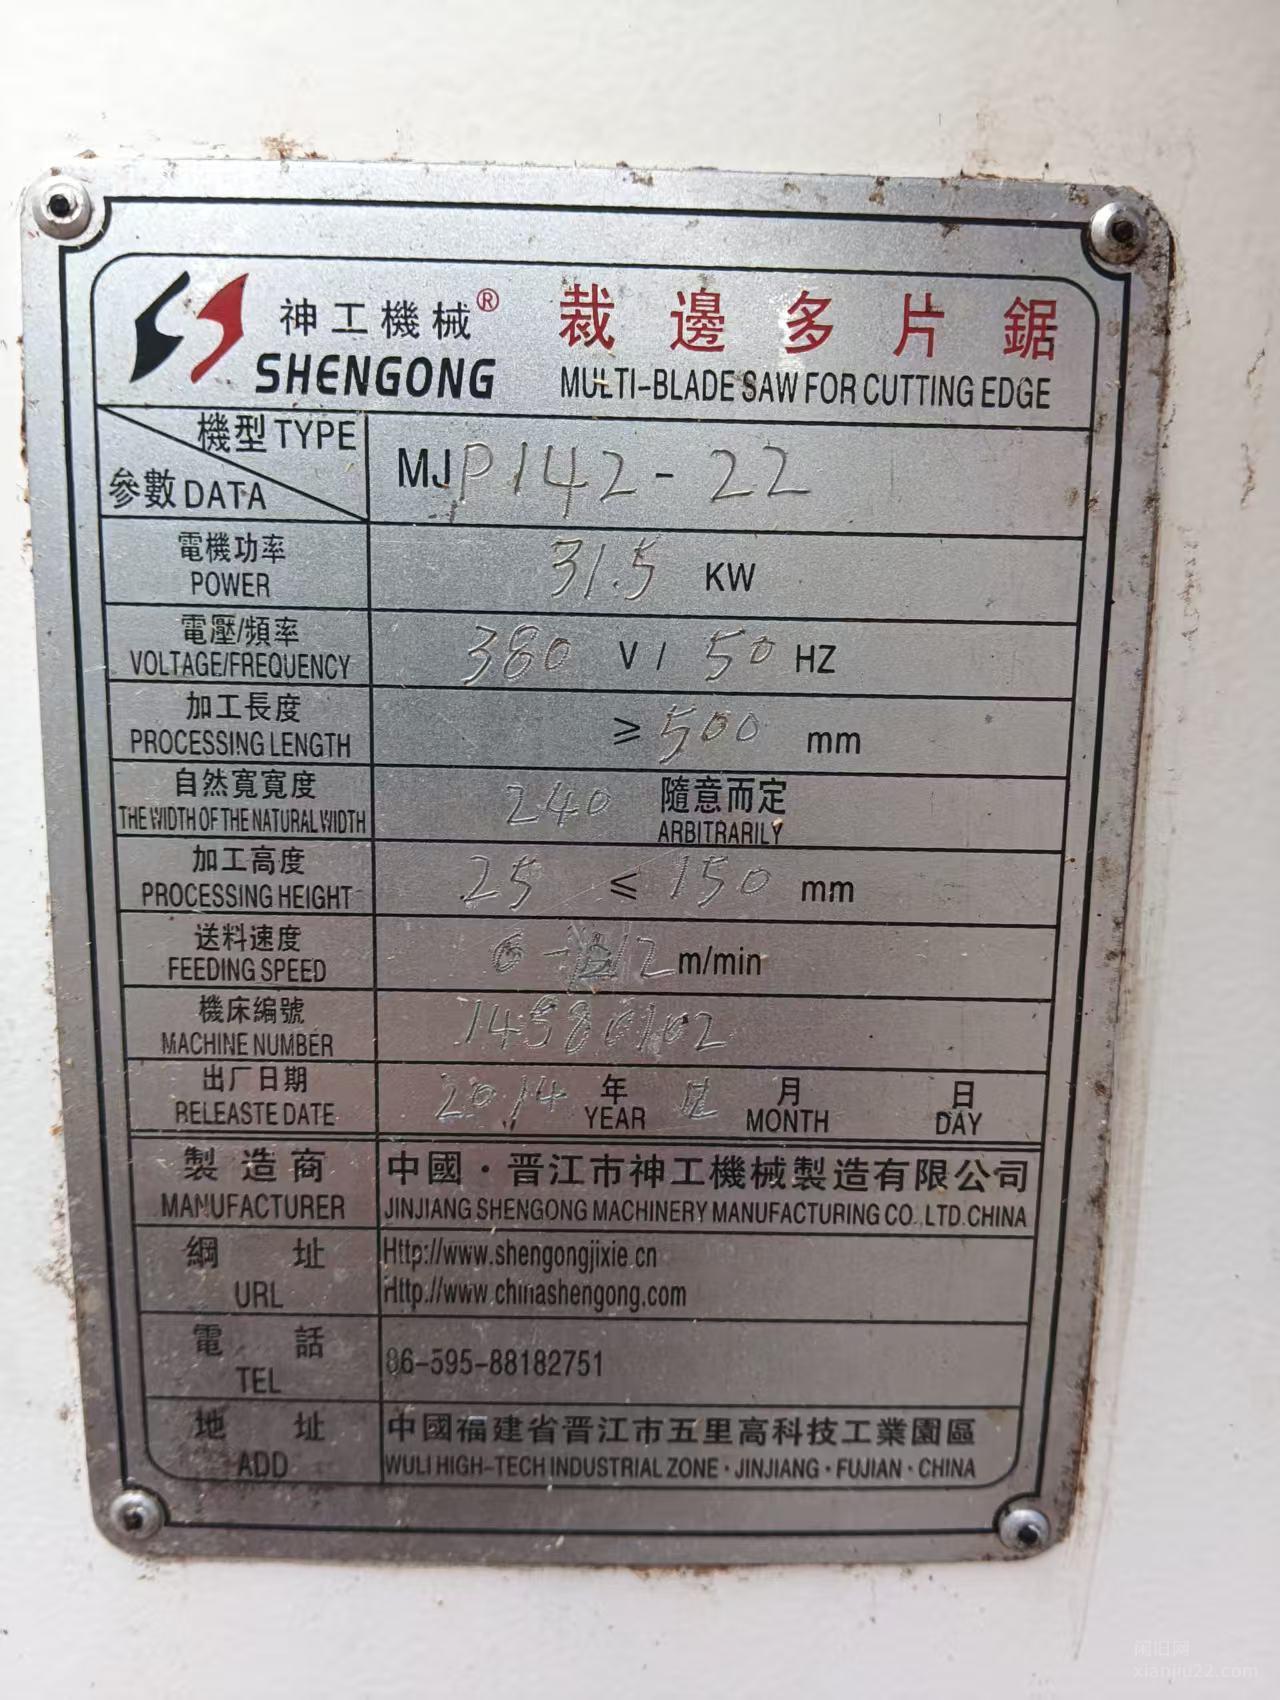 神工機械®
SHENGONG
裁邊多片鋸
MULTI-BLADE SAW FOR CUTTING EDGE
機型 TYPE
參數 DATA
MJP142-22
電機功率
POWER
31.5 KW
電壓/頻率
VOLTAGE/FREQUENCY
380 V / 50 HZ
加工長度
PROCESSING LENGTH
≥500 mm
自然寬寬度
THE WIDTH OF THE NATURAL WIDTH
240 隨意而定
ARBITRARILY
加工高度
PROCESSING HEIGHT
25 ≤ 150 mm
送料速度
FEEDING SPEED
m/min
機床編號
MACHINE NUMBER
出厂日期
RELEASTE DATE
2014 年 月 日
YEAR MONTH DAY
製造商
MANUFACTURER
中國·晋江市神工機械製造有限公司
JINJIANG SHENGONG MACHINERY MANUFACTURING CO.,LTD.CHINA
網址
URL
Http://www.shengongjixie.cn
Http://www.chinashengong.com
電話
TEL
86-595-88182751
地址
ADD
中國福建省晋江市五里高科技工業園區
WULI HIGH-TECH INDUSTRIAL ZONE·JINJIANG·FUJIAN·CHINA
闲旧网
xianjiu22.com